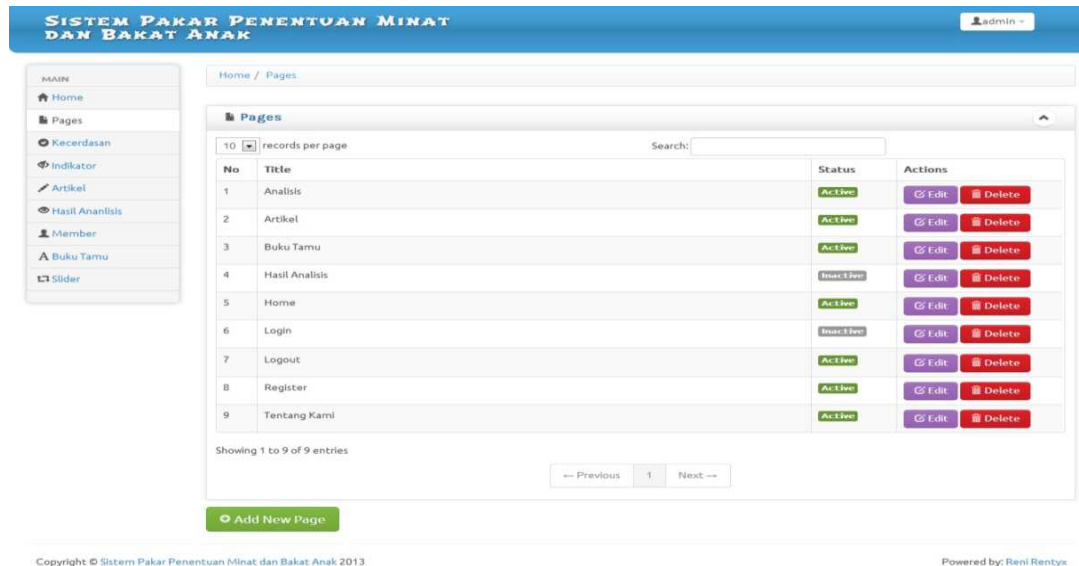 Sistem Pakar Penentuan Minat
dan Bakat Anak
admin
MAIN
Home
Pages
Kecerdasan
Indikator
Artikel
Hasil Ananlisis
Member
Buku Tamu
Slider
Home / Pages
Pages
10 records per page
Search:
No Title Status Actions
1 Analisis Active Edit Delete
2 Artikel Active Edit Delete
3 Buku Tamu Active Edit Delete
4 Hasil Analisis Inactive Edit Delete
5 Home Active Edit Delete
6 Login Inactive Edit Delete
7 Logout Active Edit Delete
8 Register Active Edit Delete
9 Tentang Kami Active Edit Delete
Showing 1 to 9 of 9 entries
← Previous 1 Next →
Add New Page
Copyright © Sistem Pakar Penentuan Minat dan Bakat Anak 2013
Powered by: Reni Rentyx